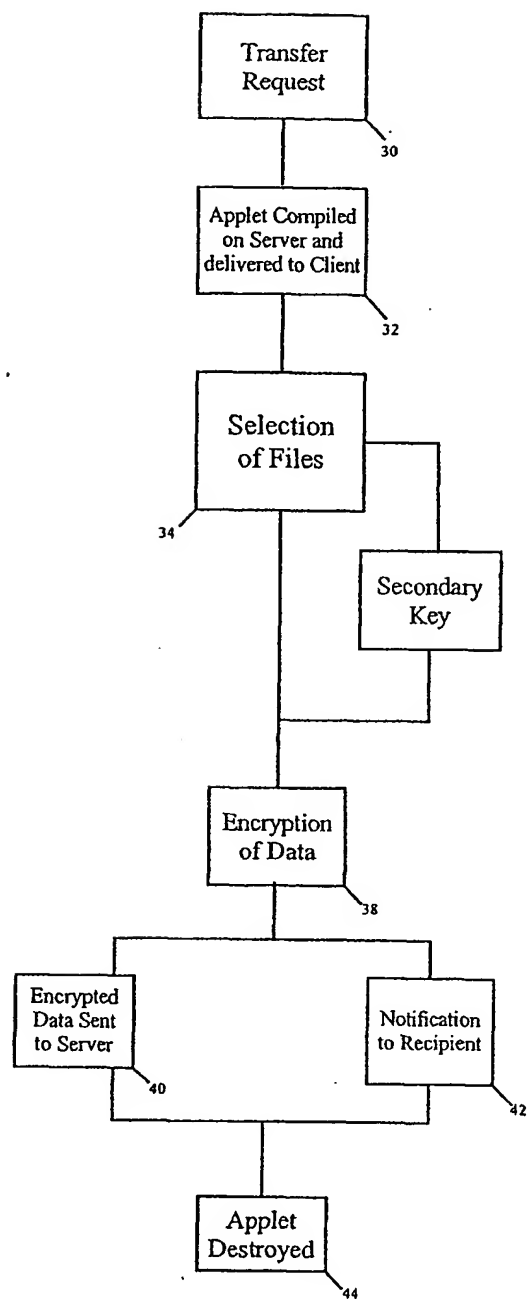 Transfer
Request
30
Applet Compiled
on Server and
delivered to Client
32
Selection
of Files
34
Secondary
Key
Encryption
of Data
38
Encrypted
Data Sent
to Server
40
Notification
to Recipient
42
Applet
Destroyed
44